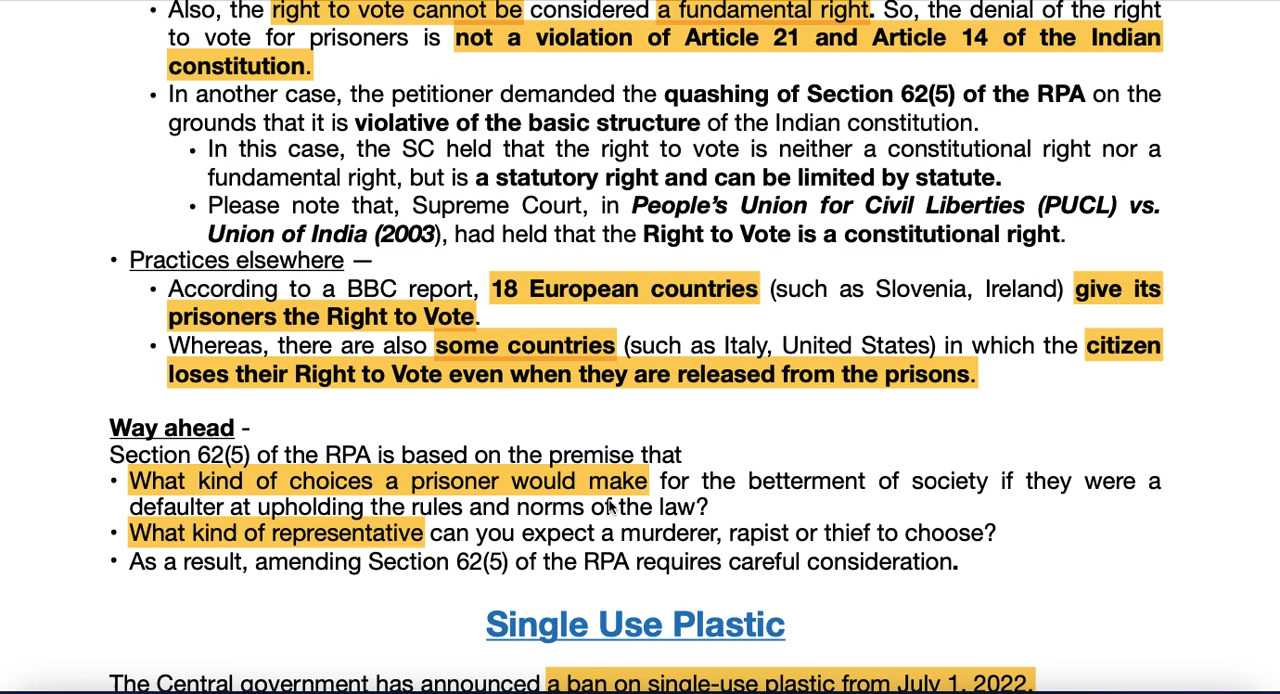 • Also, the right to vote cannot be considered a fundamental right. So, the denial of the right
to vote for prisoners is not a violation of Article 21 and Article 14 of the Indian
constitution.
• In another case, the petitioner demanded the quashing of Section 62(5) of the RPA on the
grounds that it is violative of the basic structure of the Indian constitution.
• In this case, the SC held that the right to vote is neither a constitutional right nor a
fundamental right, but is a statutory right and can be limited by statute.
• Please note that, Supreme Court, in People’s Union for Civil Liberties (PUCL) vs.
Union of India (2003), had held that the Right to Vote is a constitutional right.
• Practices elsewhere —
• According to a BBC report, 18 European countries (such as Slovenia, Ireland) give its
prisoners the Right to Vote.
• Whereas, there are also some countries (such as Italy, United States) in which the citizen
loses their Right to Vote even when they are released from the prisons.
Way ahead -
Section 62(5) of the RPA is based on the premise that
• What kind of choices a prisoner would make for the betterment of society if they were a
defaulter at upholding the rules and norms of the law?
• What kind of representative can you expect a murderer, rapist or thief to choose?
• As a result, amending Section 62(5) of the RPA requires careful consideration.
Single Use Plastic
The Central government has announced a ban on single-use plastic from July 1, 2022.